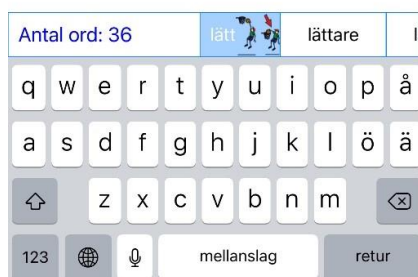 Antal ord: 36 lätt lättare l
q w e r t y u i o p å
a s d f g h j k l ö ä
z x c v b n m
123 mellanslag retur